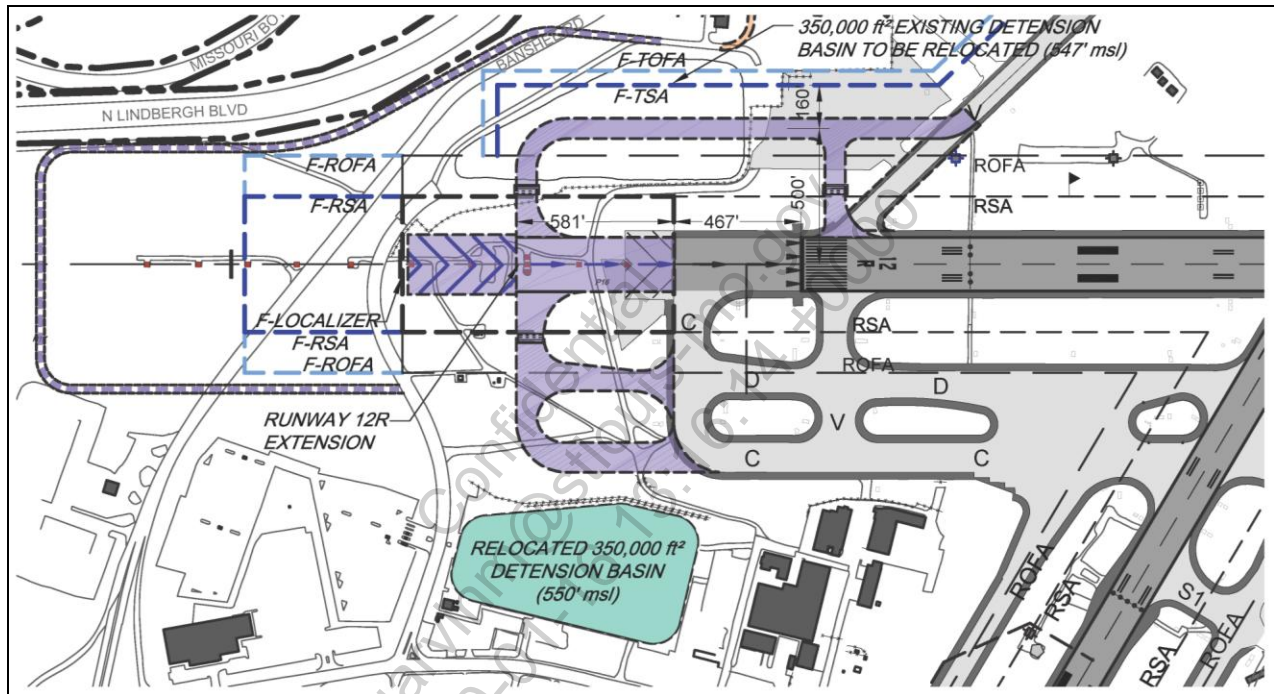 MISSOURI BO
BANSHEE RD
N LINDBERGH BLVD
350,000 ft² EXISTING DETENSION
BASIN TO BE RELOCATED (547' msl)
F-TOFA
F-TSA
160'
V
F-ROFA
ROFA
F-RSA
RSA
500'
581'
467'
12
F-LOCALIZER
F-RSA
F-ROFA
C
RSA
ROFA
D
D
RUNWAY 12R
EXTENSION
V
C
C
RELOCATED 350,000 ft²
DETENSION BASIN
(550' msl)
ROFA
RSA
S1
RSA
ROFA
Confidential